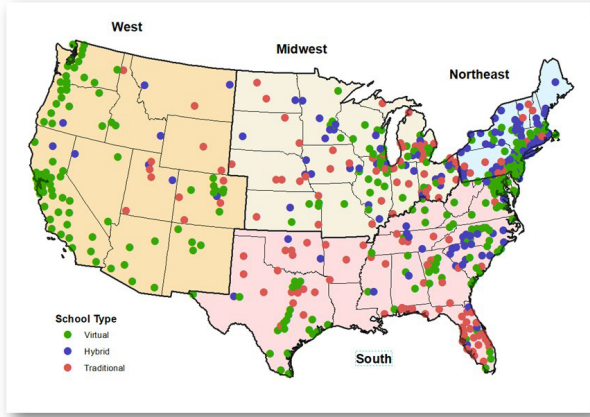 West
Midwest
Northeast
School Type
Virtual
Hybrid
Traditional
South